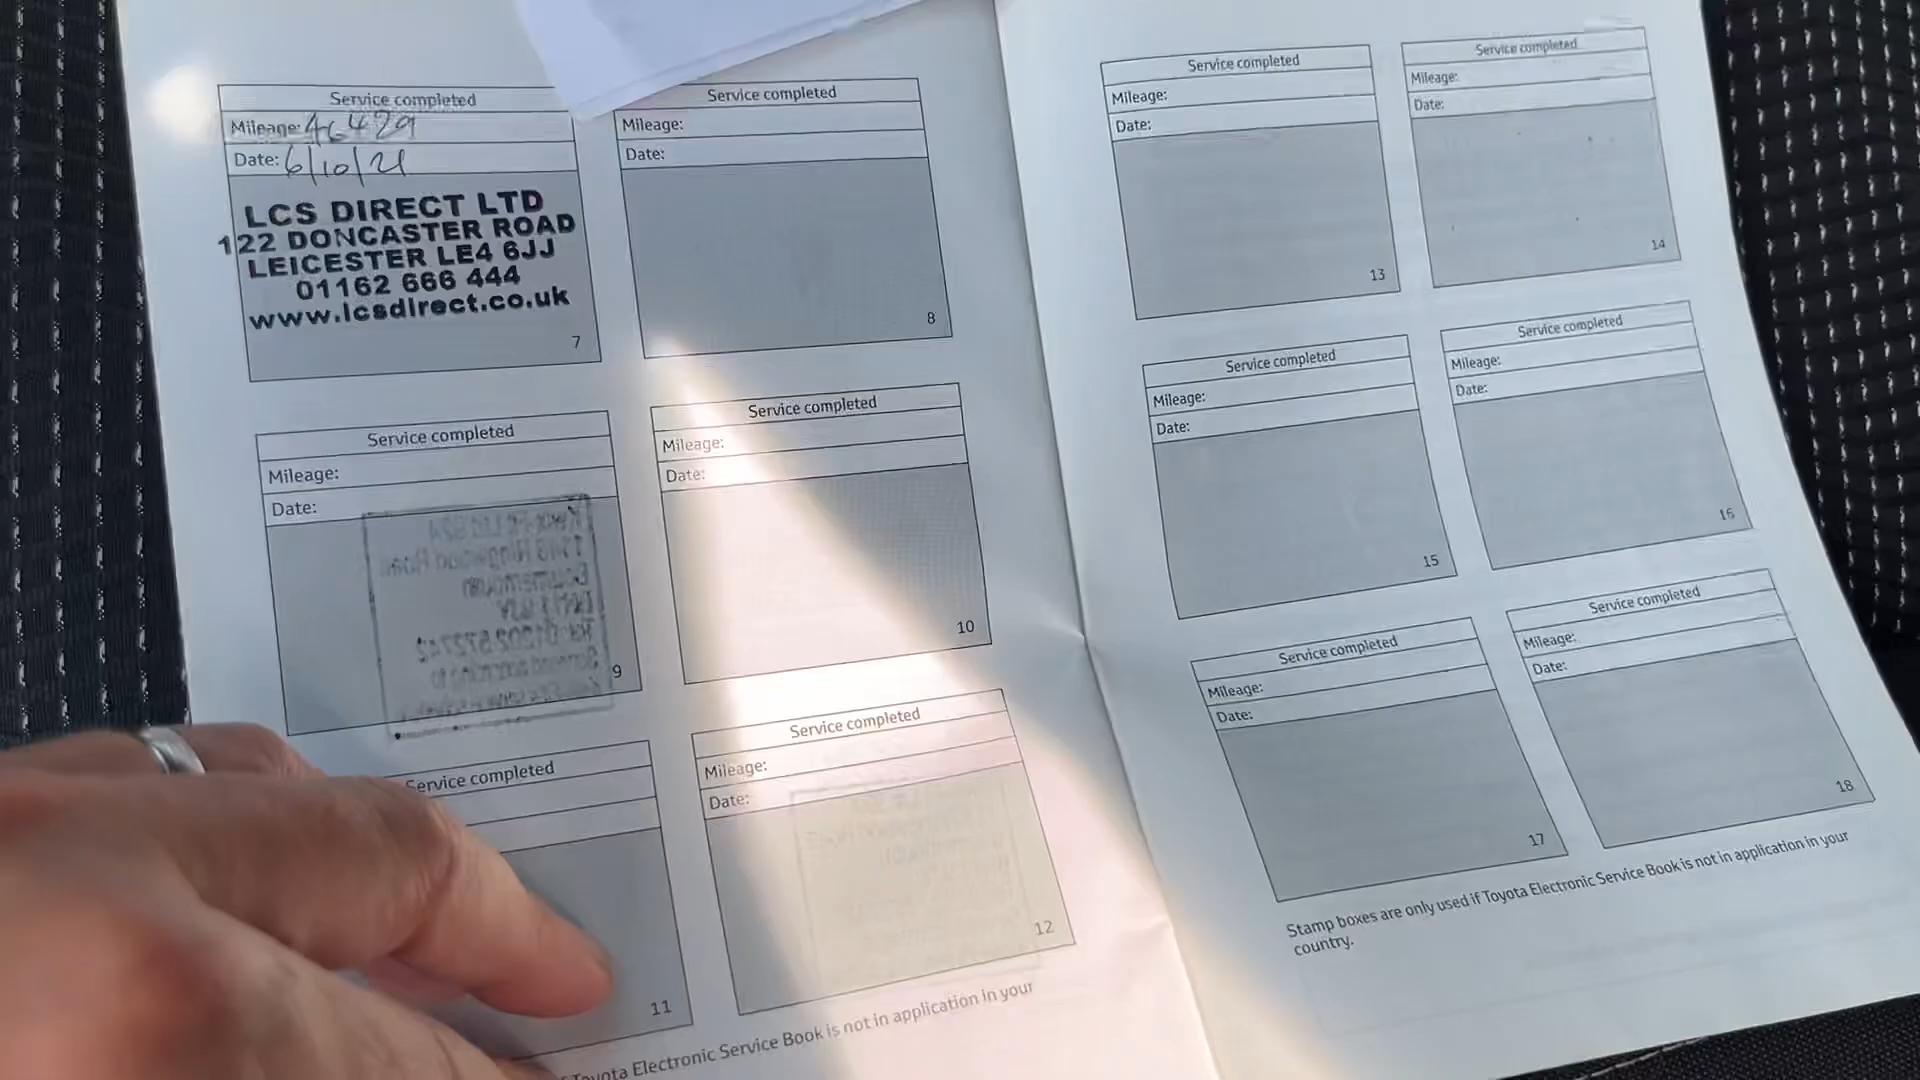 Service completed
Mileage: 46429
Date: 6/10/21
LCS DIRECT LTD
122 DONCASTER ROAD
LEICESTER LE4 6JJ
01162 666 444
www.lcsdirect.co.uk
7
Service completed
Mileage:
Date:
8
Service completed
Mileage:
Date:
9
Service completed
Mileage:
Date:
10
Service completed
11
Service completed
Mileage:
Date:
12
Toyota Electronic Service Book is not in application in your
Service completed
Mileage:
Date:
13
Service completed
Mileage:
Date:
14
Service completed
Mileage:
Date:
15
Service completed
Mileage:
Date:
16
Service completed
Mileage:
Date:
17
Service completed
Mileage:
Date:
18
Stamp boxes are only used if Toyota Electronic Service Book is not in application in your
country.